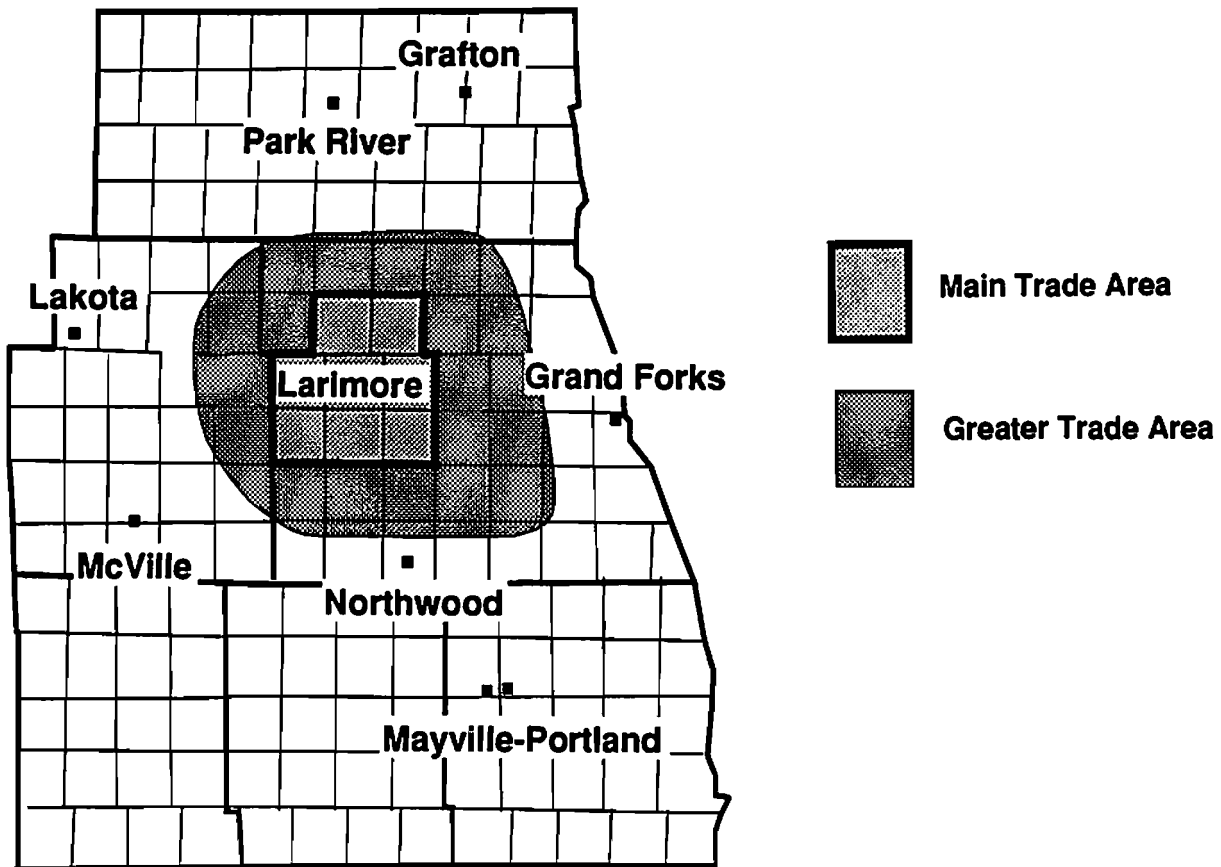 Grafton
Park River
Lakota
Main Trade Area
Larimore
Grand Forks
Greater Trade Area
McVille
Northwood
Mayville-Portland